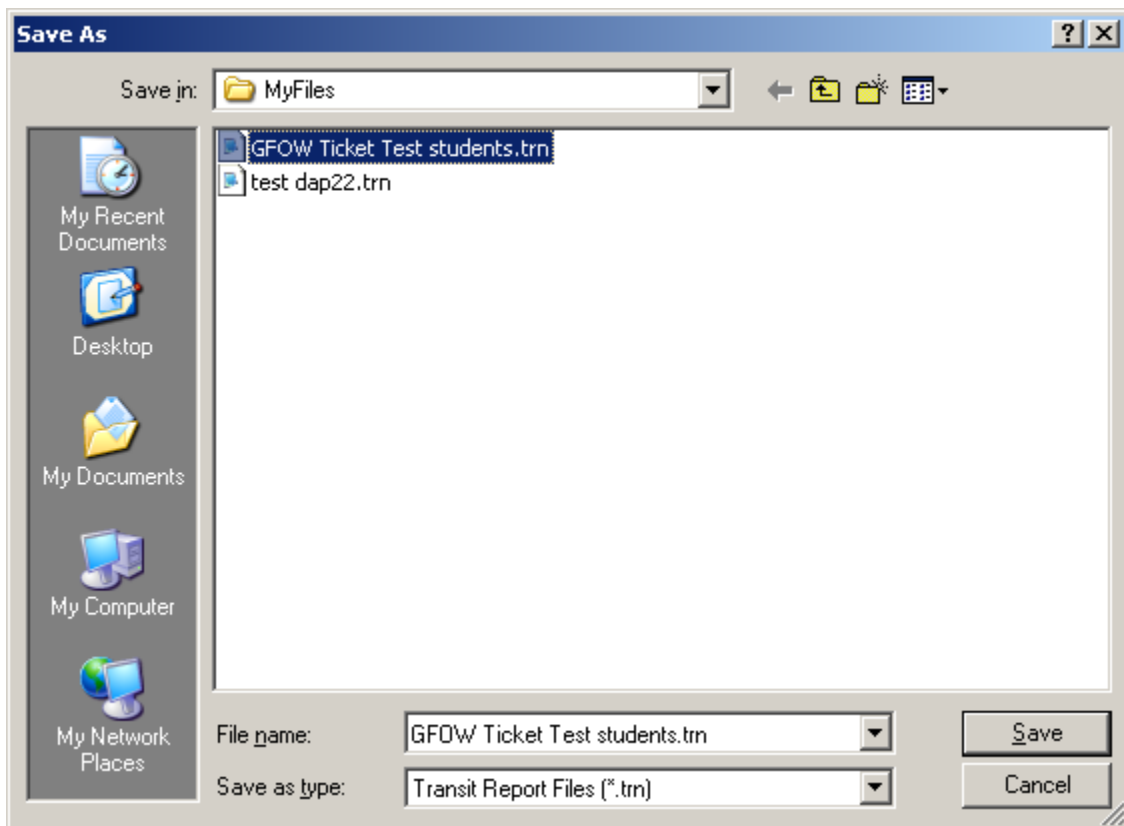 Save As
Save in:
MyFiles
GFOW Ticket Test students.trn
test dap22.trn
My Recent
Documents
Desktop
My Documents
My Computer
My Network
Places
File name:
GFOW Ticket Test students.trn
Save
Save as type:
Transit Report Files (*.trn)
Cancel